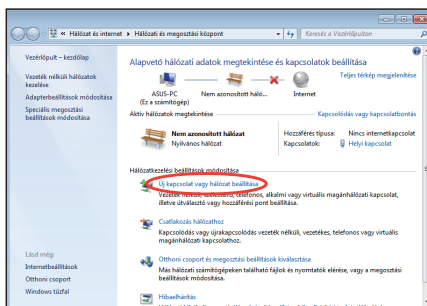 Hálózat és internet
Hálózati és megosztási központ
Keresés a Vezérlőpulton
Vezérlőpult – kezdőlap
Vezeték nélküli hálózatok
kezelése
Adapterbeállítások módosítása
Speciális megosztási
beállítások módosítása
Lásd még:
Internetbeállítások
Otthoni csoport
Windows tűzfal
Alapvető hálózati adatok megtekintése és kapcsolatok beállítása
Teljes térkép megjelenítése
ASUS-PC
(Ez a számítógép)
Nem azonosított háló...
Internet
Aktív hálózatok megtekintése
Kapcsolódás vagy kapcsolatbontás
Nem azonosított hálózat
Nyilvános hálózat
Hozzáférés típusa: Nincs internetkapcsolat
Kapcsolatok: Helyi kapcsolat
Hálózatkezelési beállítások módosítása
Új kapcsolat vagy hálózat beállítása
Vezeték nélküli, szélessávú, telefonos, alkalmi vagy virtuális magánhálózati kapcsolat,
illetve útválasztó vagy hozzáférési pont beállítása.
Csatlakozás hálózathoz
Kapcsolódás vagy újrakapcsolódás vezeték nélküli, vezetékes, telefonos vagy virtuális
magánhálózati kapcsolathoz.
Otthoni csoport és megosztási beállítások kiválasztása
Más hálózati számítógépeken található fájlok és nyomtatók elérése, vagy a megosztási
beállítások módosítása.
Hibaelhárítás